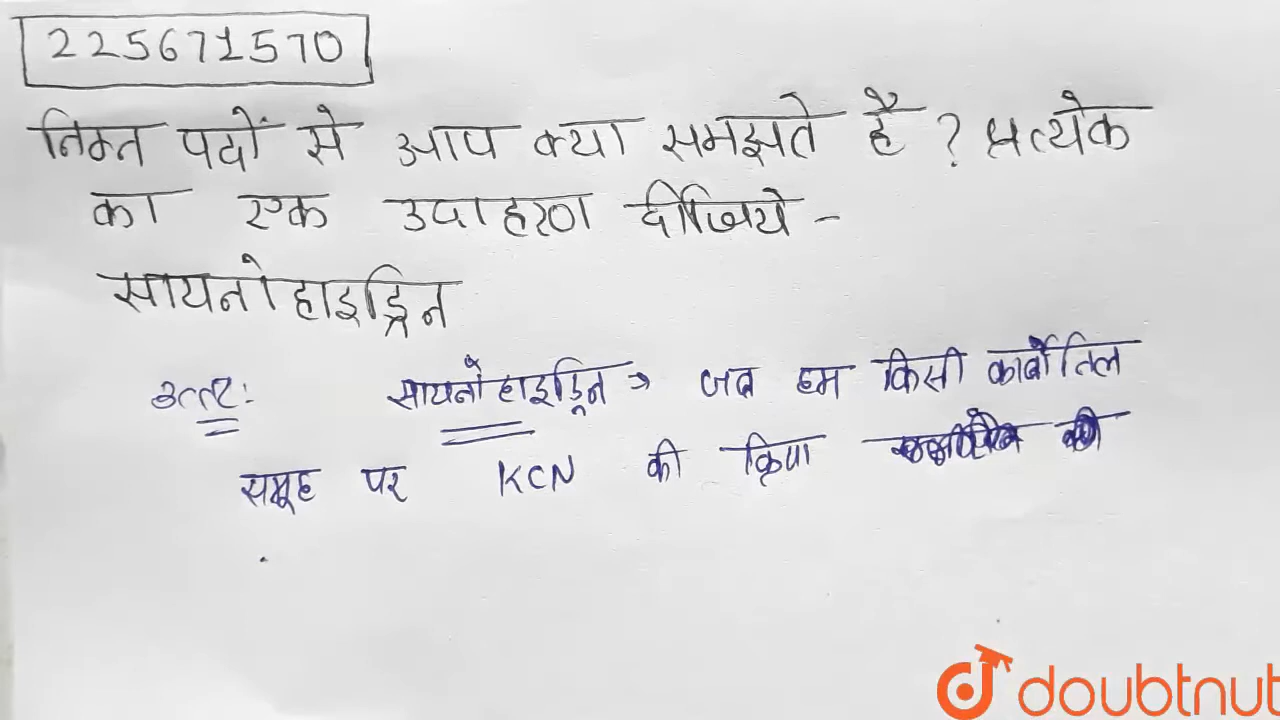 225671570
निम्न पदों से आप क्या समझते है ? प्रत्येक
का एक उदाहरण दीजिये -
सायनोहाइड्रिन
उत्तर: सायनोहाइड्रिन → जब हम किसी कार्बोनिल
समूह पर KCN की क्रिया
doubtnut